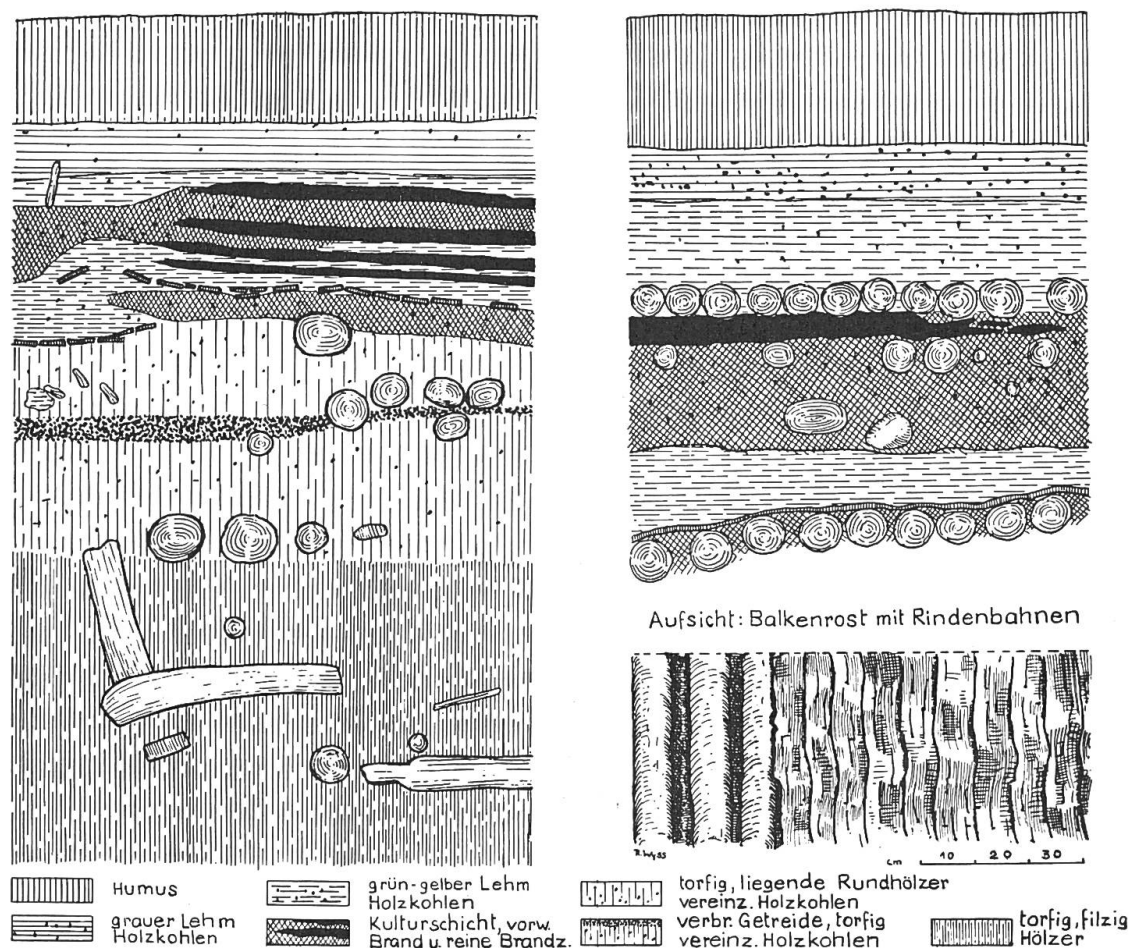 Aufsicht: Balkenrost mit Rindenbahnen
cm 10 20 30
Humus
grauer Lehm
Holzkohlen
grün-gelber Lehm
Holzkohlen
Kulturschicht, vorw.
Brand u. reine Brandz.
torfig, liegende Rundhölzer
vereinz. Holzkohlen
verbr. Getreide, torfig
vereinz. Holzkohlen
torfig, filzig
Hölzer